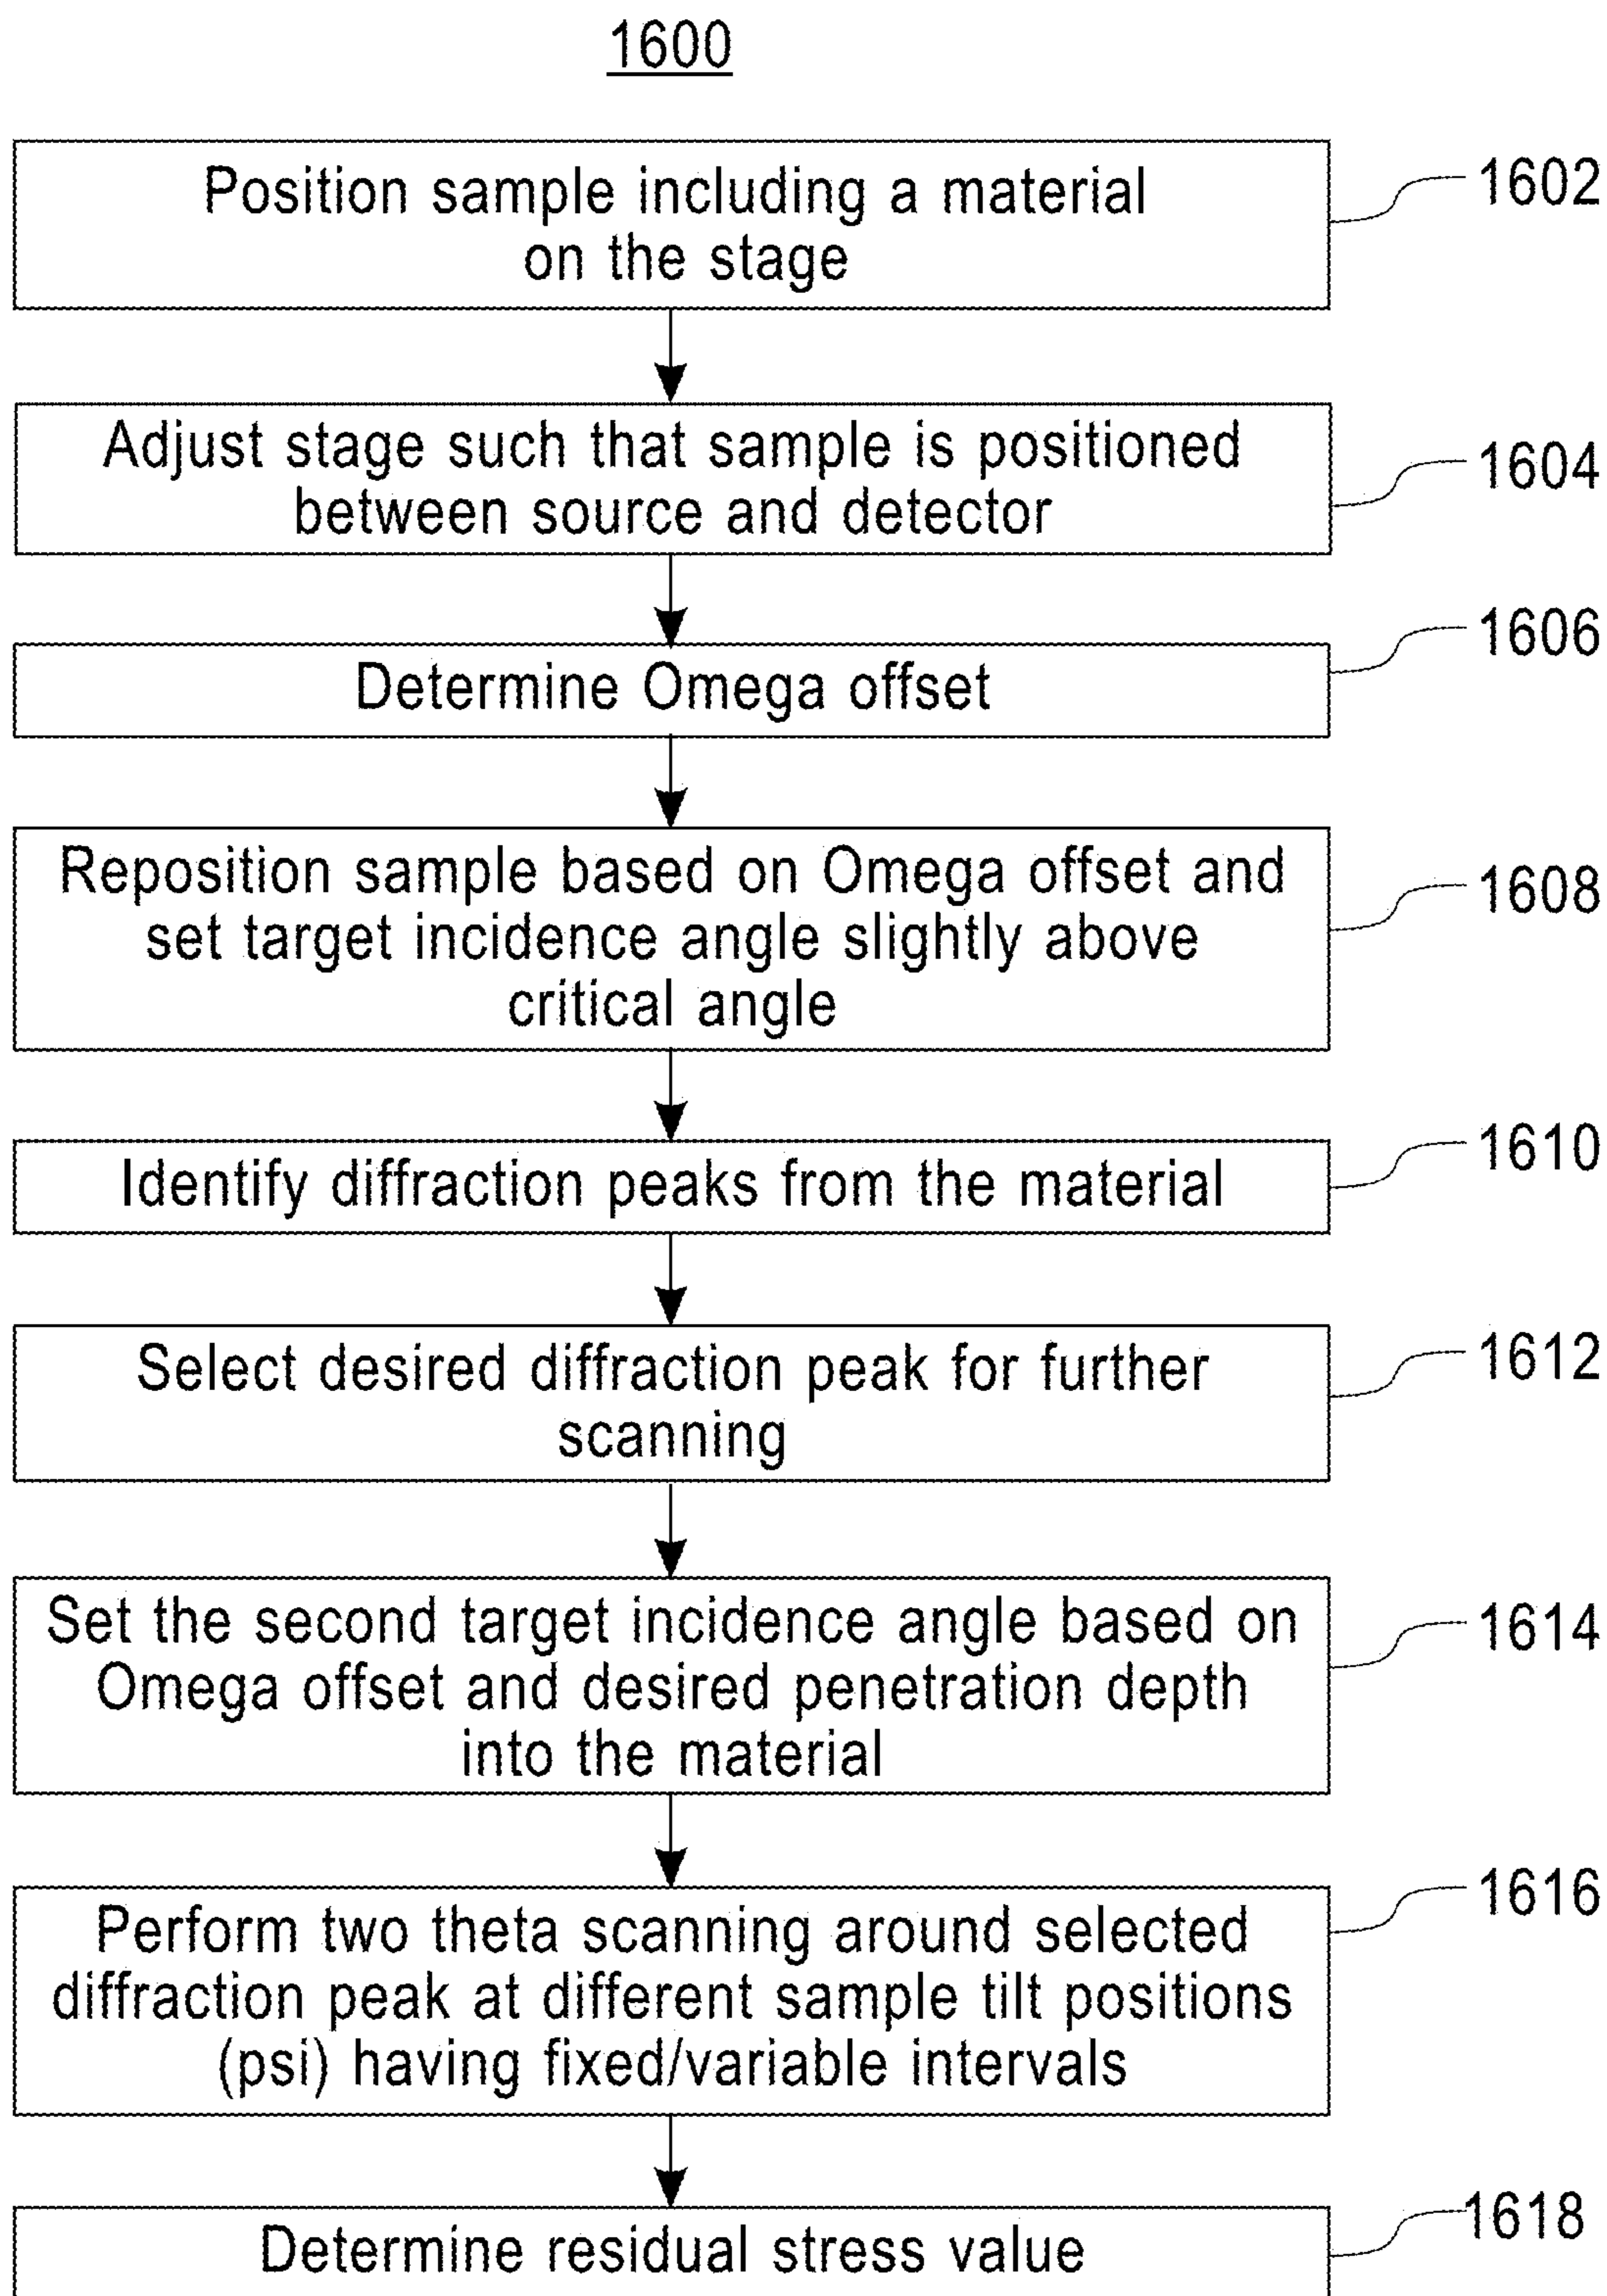 1600
Position sample including a material
on the stage
1602
Adjust stage such that sample is positioned
between source and detector
1604
Determine Omega offset
1606
Reposition sample based on Omega offset and
set target incidence angle slightly above
critical angle
1608
Identify diffraction peaks from the material
1610
Select desired diffraction peak for further
scanning
1612
Set the second target incidence angle based on
Omega offset and desired penetration depth
into the material
1614
Perform two theta scanning around selected
diffraction peak at different sample tilt positions
(psi) having fixed/variable intervals
1616
Determine residual stress value
1618